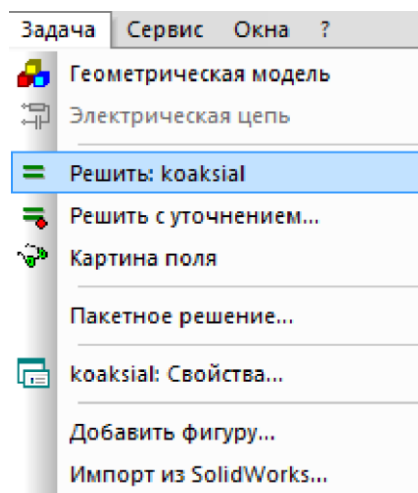 Задача Сервис Окна ?
Геометрическая модель
Электрическая цепь
Решить: koaksial
Решить с уточнением...
Картина поля
Пакетное решение...
koaksial: Свойства...
Добавить фигуру...
Импорт из SolidWorks...